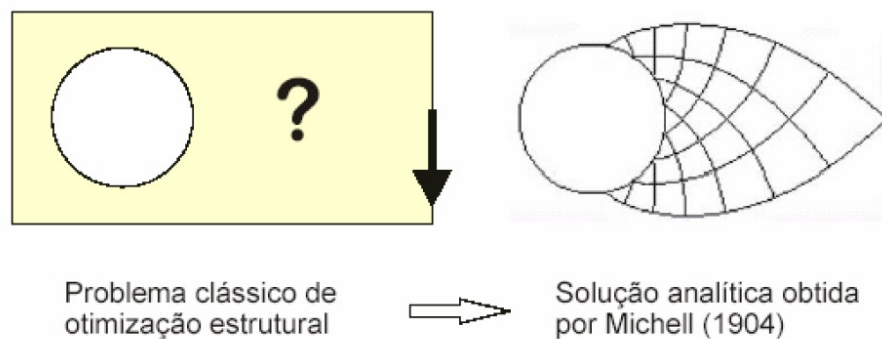 ?
Problema clássico de
otimização estrutural
Solução analítica obtida
por Michell (1904)